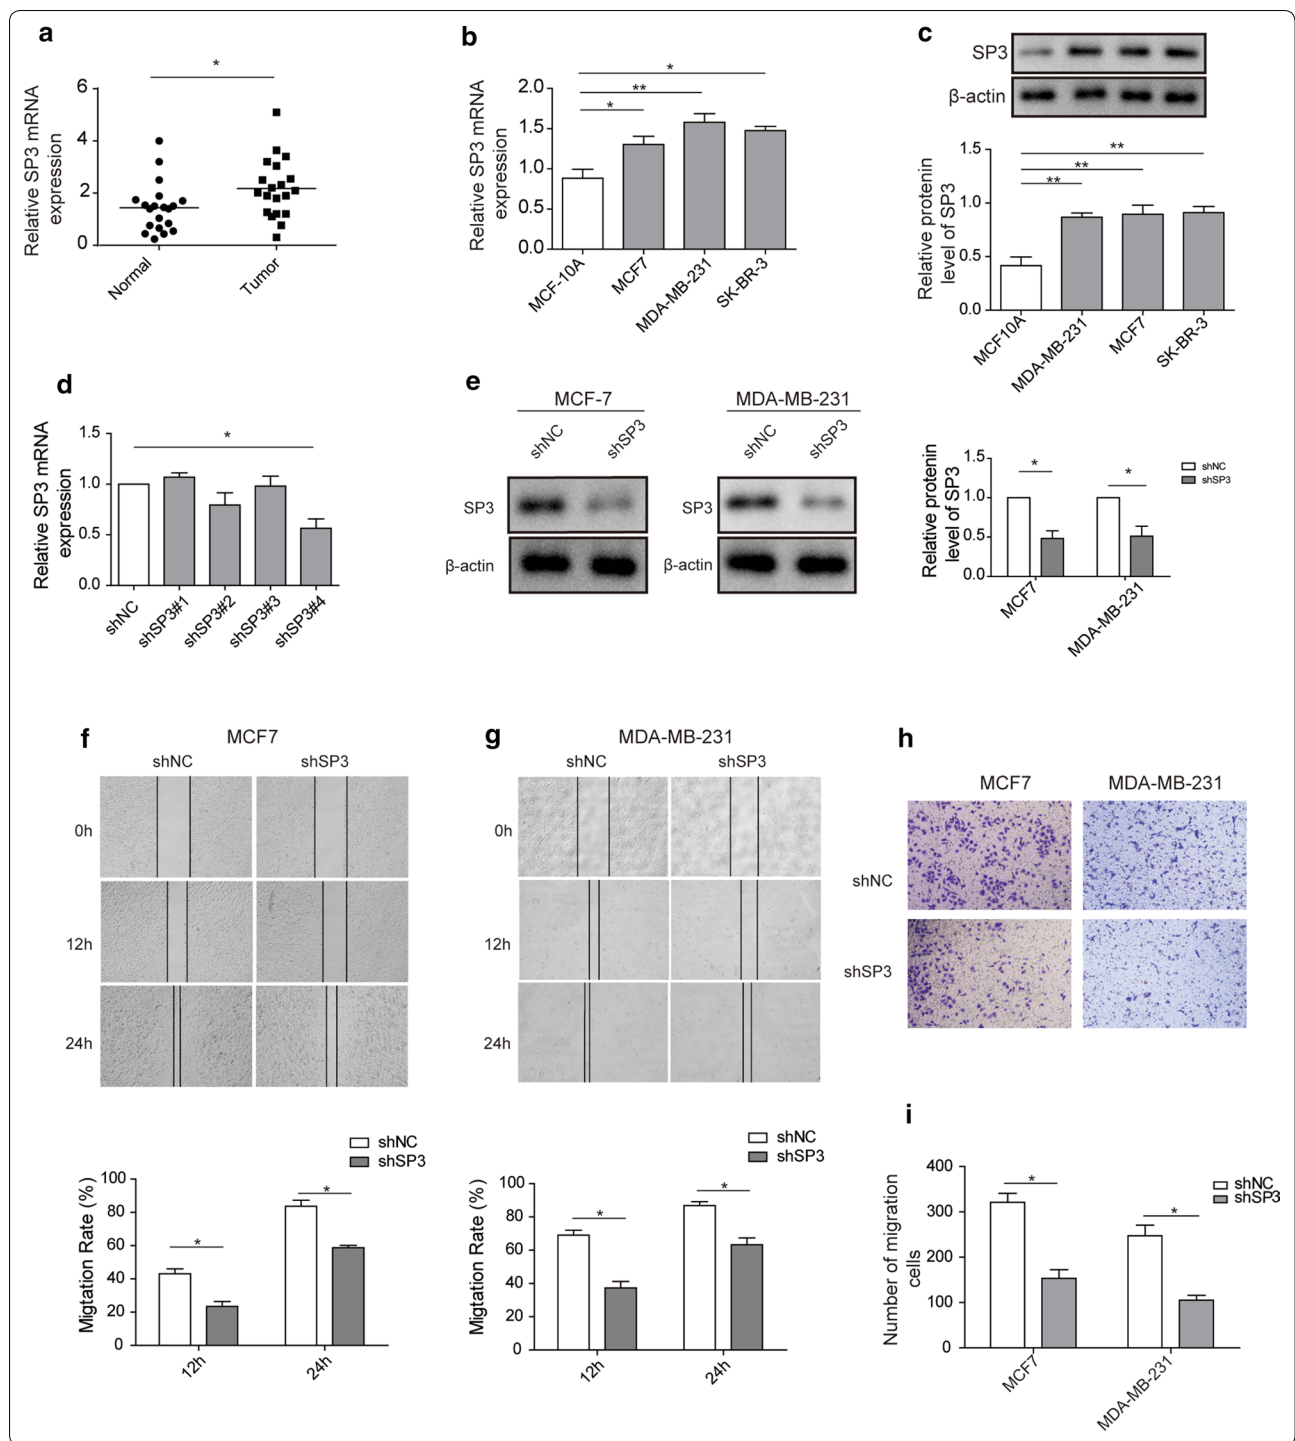 a
*
Relative SP3 mRNA
expression
6
4
2
0
Normal
Tumor
b
*
**
*
Relative SP3 mRNA
expression
2.0
1.5
1.0
0.5
0.0
MCF-10A
MCF7
MDA-MB-231
SK-BR-3
c
SP3
β-actin
**
**
**
Relative protenin
level of SP3
1.5
1.0
0.5
0.0
MCF10A
MDA-MB-231
MCF7
SK-BR-3
d
*
Relative SP3 mRNA
expression
1.5
1.0
0.5
0.0
shNC
shSP3#1
shSP3#2
shSP3#3
shSP3#4
e
MCF-7
shNC
shSP3
SP3
β-actin
MDA-MB-231
shNC
shSP3
SP3
β-actin
Relative protenin
level of SP3
1.5
1.0
0.5
0.0
*
*
shNC
shSP3
MCF7
MDA-MB-231
f
MCF7
shNC
shSP3
0h
12h
24h
shNC
shSP3
Migtation Rate (%)
100
80
60
40
20
0
*
*
12h
24h
g
MDA-MB-231
shNC
shSP3
0h
12h
24h
shNC
shSP3
Migtation Rate (%)
100
80
60
40
20
0
*
*
12h
24h
h
MCF7
MDA-MB-231
shNC
shSP3
i
Number of migration
cells
400
300
200
100
0
*
*
shNC
shSP3
MCF7
MDA-MB-231